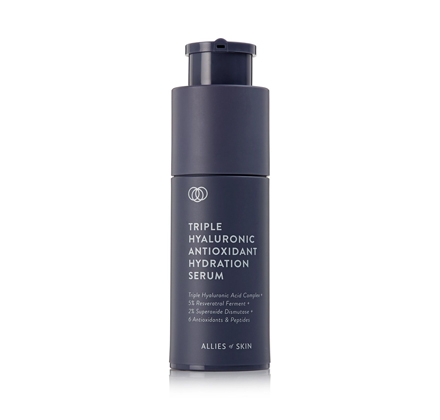 TRIPLE
HYALURONIC
ANTIOXIDANT
HYDRATION
SERUM
Triple Hyaluronic Acid Complex +
5% Resveratrol Ferment +
2% Superoxide Dismutase +
6 Antioxidants & Peptides
ALLIES of SKIN